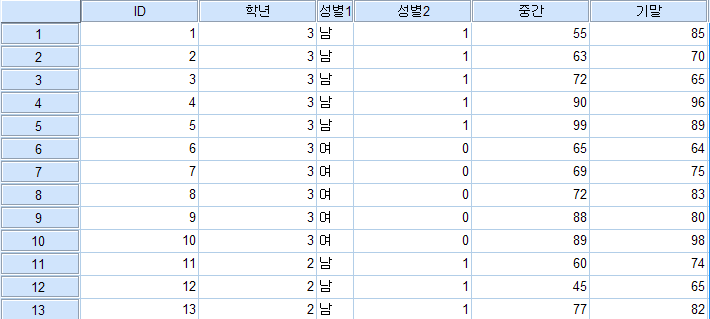 ID 학년 성별1 성별2 중간 기말
1 1 3 남 1 55 85
2 2 3 남 1 63 70
3 3 3 남 1 72 65
4 4 3 남 1 90 96
5 5 3 남 1 99 89
6 6 3 여 0 65 64
7 7 3 여 0 69 75
8 8 3 여 0 72 83
9 9 3 여 0 88 80
10 10 3 여 0 89 98
11 11 2 남 1 60 74
12 12 2 남 1 45 65
13 13 2 남 1 77 82